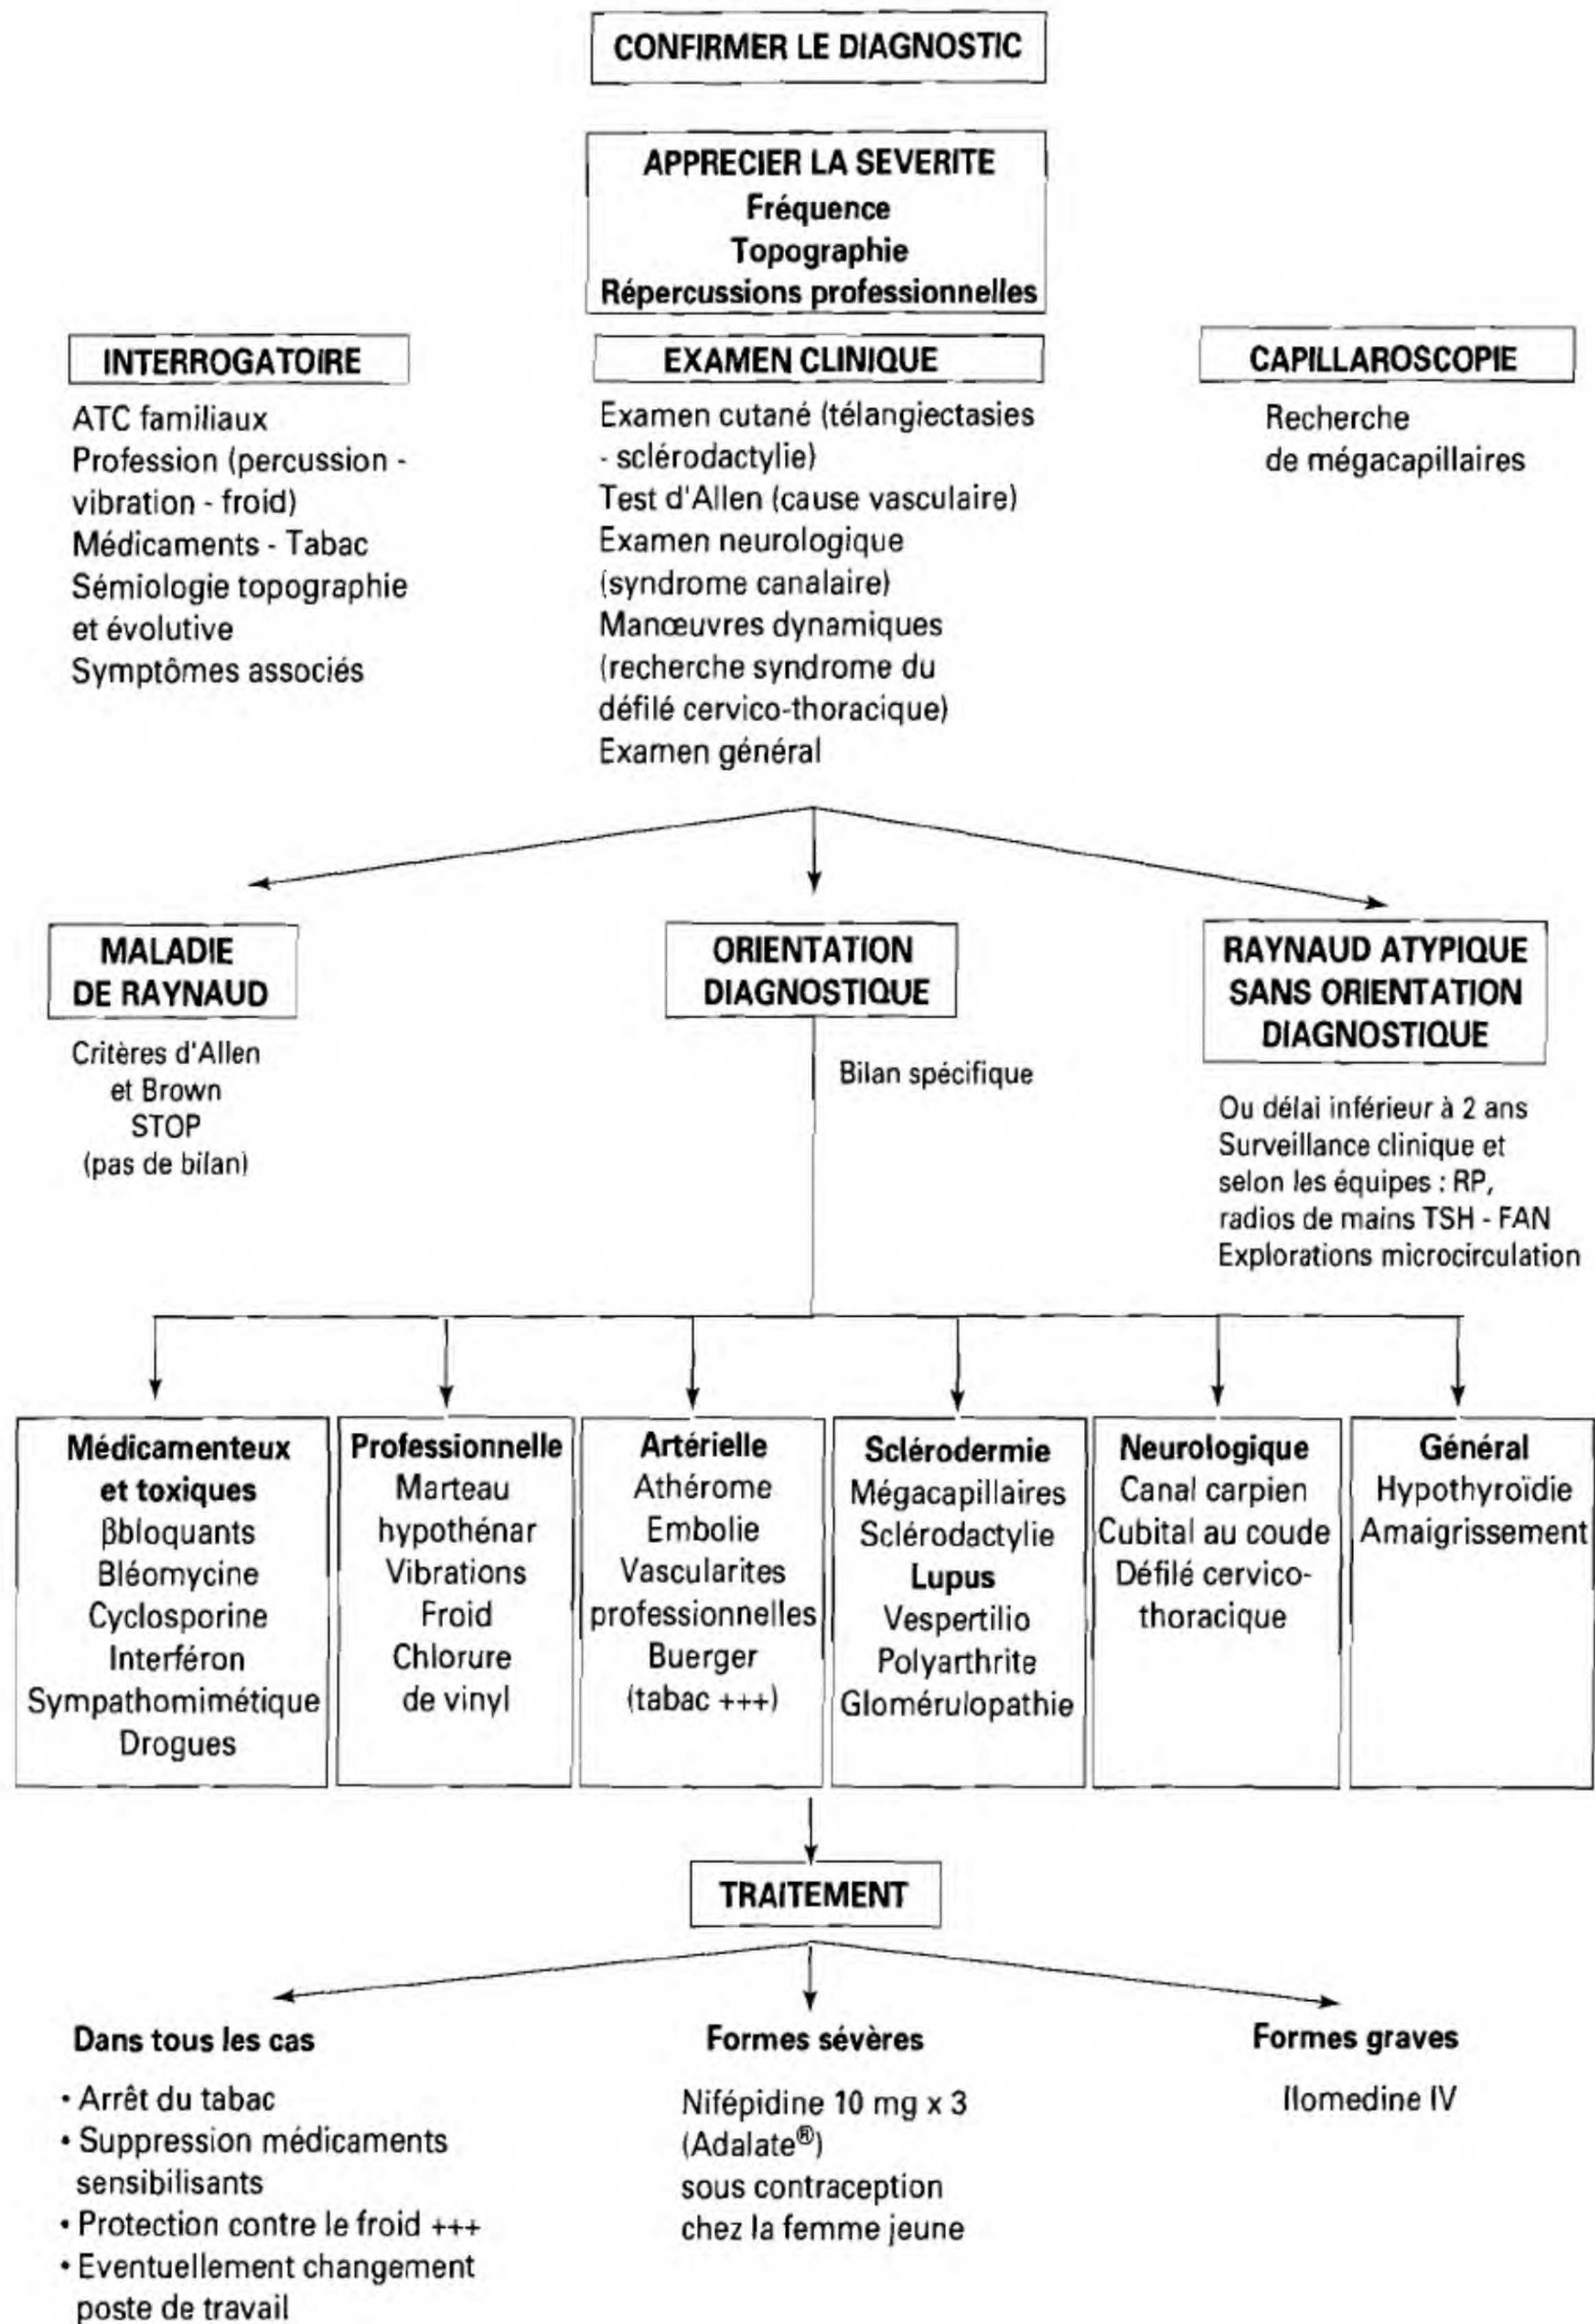 CONFIRMER LE DIAGNOSTIC
APPRECIER LA SEVERITE
Fréquence
Topographie
Répercussions professionnelles
INTERROGATOIRE
ATC familiaux
Profession (percussion -
vibration - froid)
Médicaments - Tabac
Sémiologie topographie
et évolutive
Symptômes associés
EXAMEN CLINIQUE
Examen cutané (télangiectasies
- sclérodactylie)
Test d'Allen (cause vasculaire)
Examen neurologique
(syndrome canalaire)
Manœuvres dynamiques
(recherche syndrome du
défilé cervico-thoracique)
Examen général
CAPILLAROSCOPIE
Recherche
de mégacapillaires
MALADIE
DE RAYNAUD
Critères d'Allen
et Brown
STOP
(pas de bilan)
ORIENTATION
DIAGNOSTIQUE
Bilan spécifique
RAYNAUD ATYPIQUE
SANS ORIENTATION
DIAGNOSTIQUE
Ou délai inférieur à 2 ans
Surveillance clinique et
selon les équipes : RP,
radios de mains TSH - FAN
Explorations microcirculation
Médicamenteux
et toxiques
βbloquants
Bléomycine
Cyclosporine
Interféron
Sympathomimétique
Drogues
Professionnelle
Marteau
hypothénar
Vibrations
Froid
Chlorure
de vinyl
Artérielle
Athérome
Embolie
Vascularites
professionnelles
Buerger
(tabac +++)
Sclérodermie
Mégacapillaires
Sclérodactylie
Lupus
Vespertilio
Polyarthrite
Glomérulopathie
Neurologique
Canal carpien
Cubital au coude
Défilé cervico-
thoracique
Général
Hypothyroïdie
Amaigrissement
TRAITEMENT
Dans tous les cas
• Arrêt du tabac
• Suppression médicaments
sensibilisants
• Protection contre le froid +++
• Eventuellement changement
poste de travail
Formes sévères
Nifépidine 10 mg x 3
(Adalate®)
sous contraception
chez la femme jeune
Formes graves
Ilomedine IV